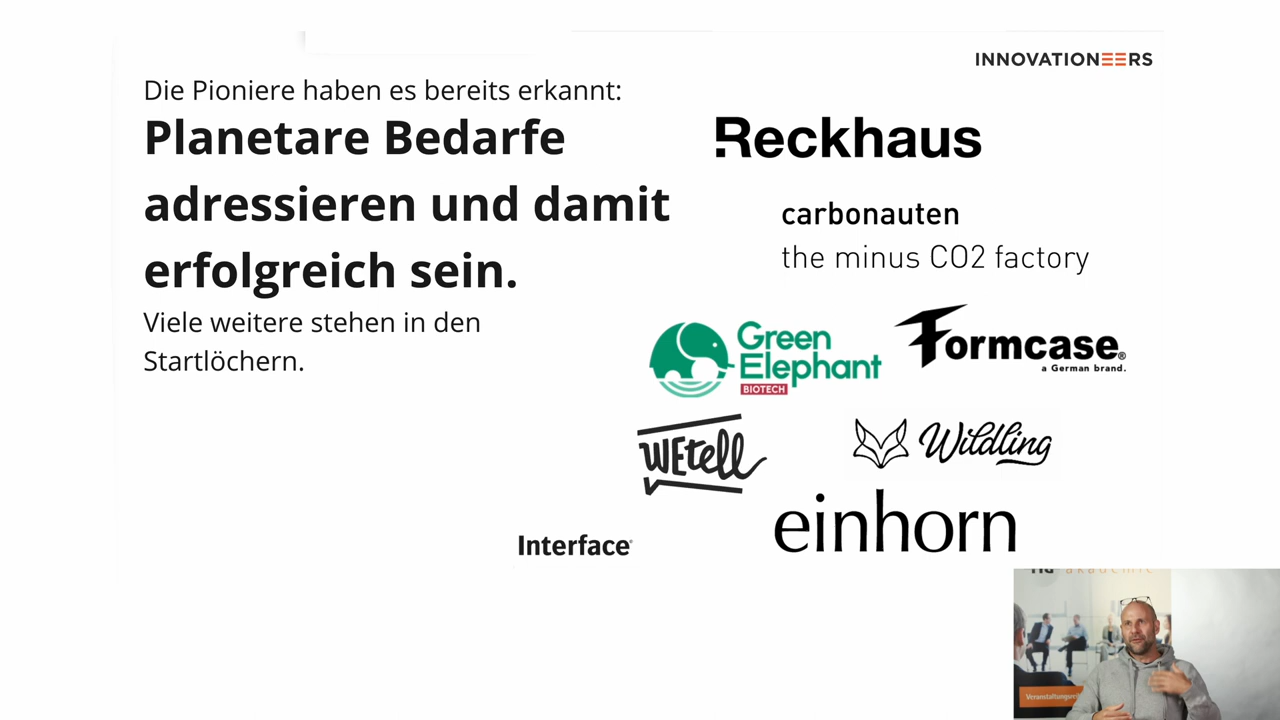 INNOVATIONEERS
Die Pioniere haben es bereits erkannt:
Planetare Bedarfe
adressieren und damit
erfolgreich sein.
Viele weitere stehen in den
Startlöchern.
Reckhaus
carbonauten
the minus CO2 factory
Green
Elephant
BIOTECH
Formcase®
a German brand.
WEtell
Wildling
einhorn
Interface®
akademie